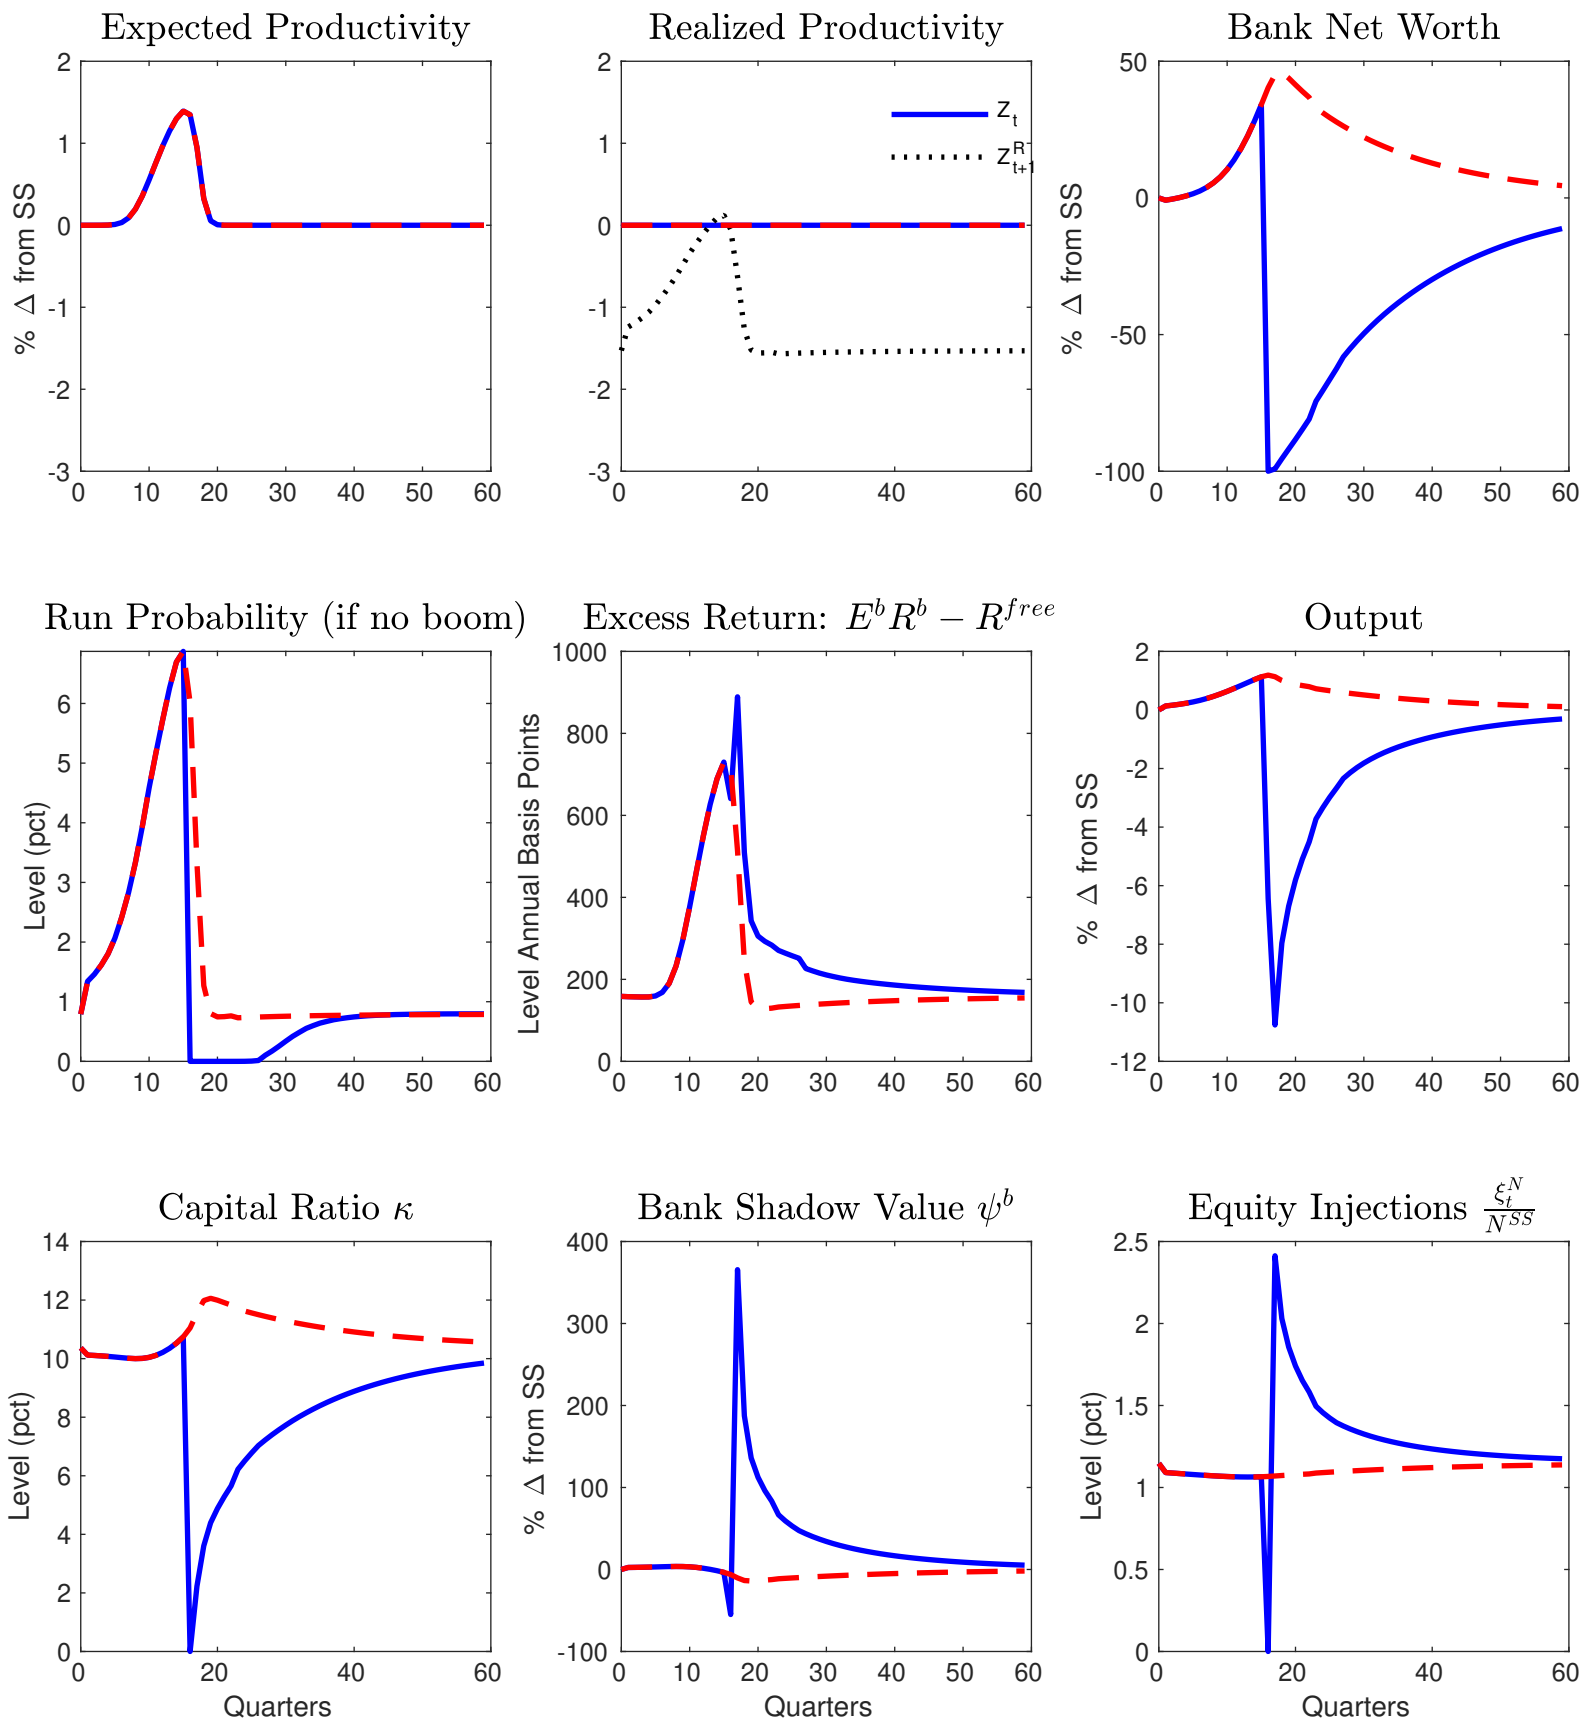 Expected Productivity
% Δ from SS
2
1
0
-1
-2
-3
0 10 20 30 40 50 60
Realized Productivity
Z_t
Z^R_{t+1}
2
1
0
-1
-2
-3
0 20 40 60
Bank Net Worth
% Δ from SS
50
0
-50
-100
0 10 20 30 40 50 60
Run Probability (if no boom)
Level (pct)
6
5
4
3
2
1
0
0 10 20 30 40 50 60
Excess Return: E^b R^b − R^{free}
Level Annual Basis Points
1000
800
600
400
200
0
0 10 20 30 40 50 60
Output
% Δ from SS
2
0
-2
-4
-6
-8
-10
-12
0 10 20 30 40 50 60
Capital Ratio κ
Level (pct)
14
12
10
8
6
4
2
0
0 20 40 60
Quarters
Bank Shadow Value ψ^b
% Δ from SS
400
300
200
100
0
-100
0 10 20 30 40 50 60
Quarters
Equity Injections ξ_t^N / N^{SS}
Level (pct)
2.5
2
1.5
1
0.5
0
0 20 40 60
Quarters